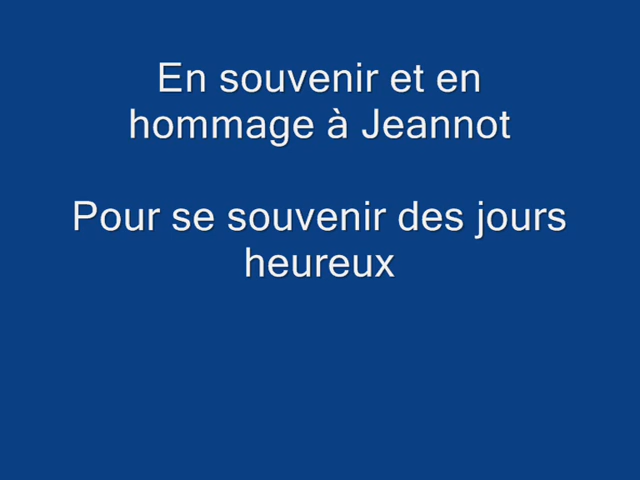 En souvenir et en
hommage à Jeannot
Pour se souvenir des jours
heureux